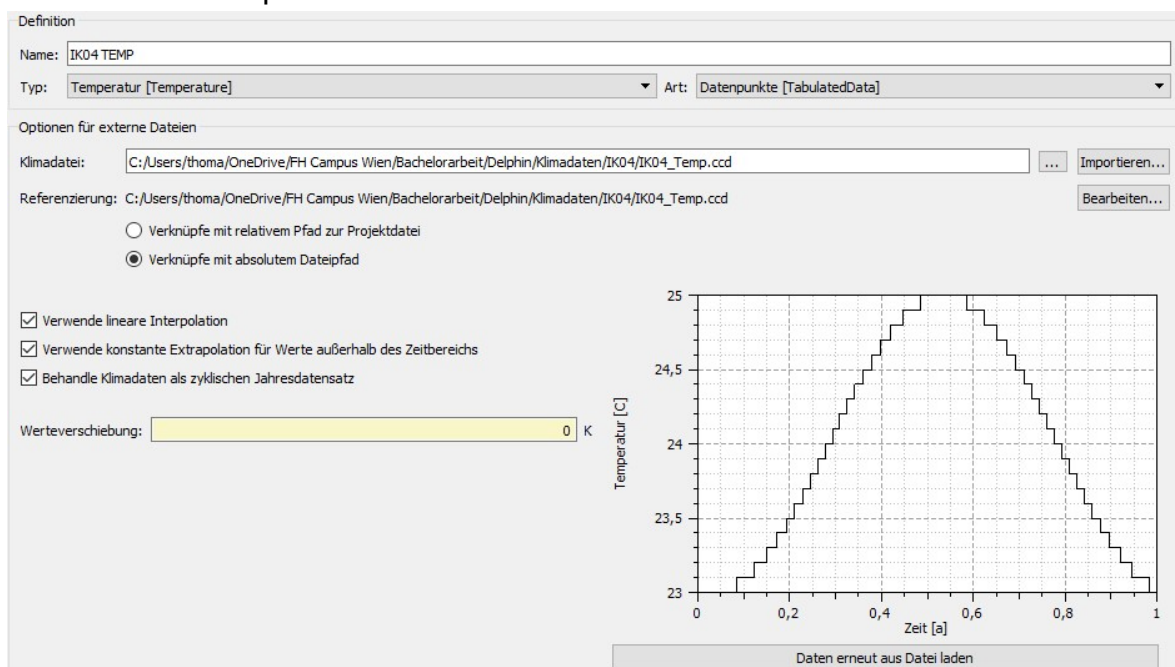 Definition
Name: IK04 TEMP
Typ: Temperatur [Temperature] Art: Datenpunkte [TabulatedData]
Optionen für externe Dateien
Klimadatei: C:/Users/thoma/OneDrive/FH Campus Wien/Bachelorarbeit/Delphin/Klimadaten/IK04/IK04_Temp.ccd ... Importieren...
Referenzierung: C:/Users/thoma/OneDrive/FH Campus Wien/Bachelorarbeit/Delphin/Klimadaten/IK04/IK04_Temp.ccd Bearbeiten...
Verknüpfe mit relativem Pfad zur Projektdatei
Verknüpfe mit absolutem Dateipfad
Verwende lineare Interpolation
Verwende konstante Extrapolation für Werte außerhalb des Zeitbereichs
Behandle Klimadaten als zyklischen Jahresdatensatz
Werteverschiebung: 0 K
Temperatur [C]
25
24,5
24
23,5
23
0 0,2 0,4 0,6 0,8 1
Zeit [a]
Daten erneut aus Datei laden